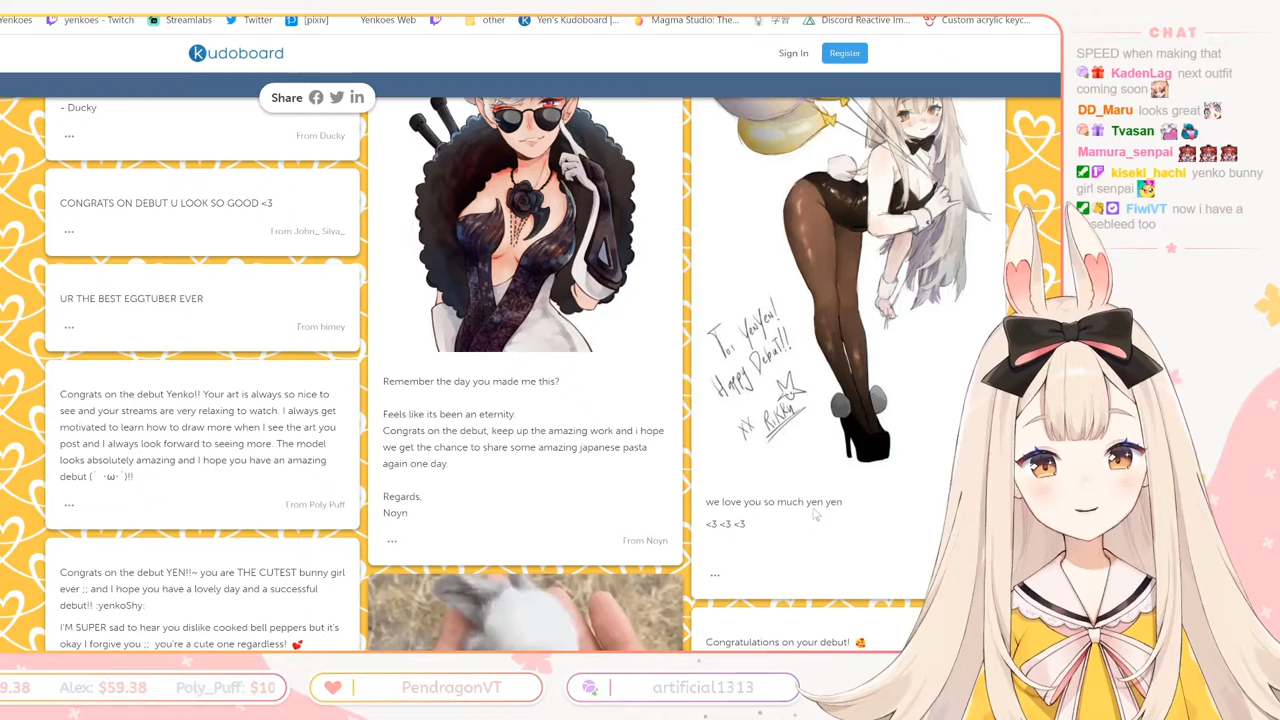 Yenkoes yenkoes - Twitch Streamlabs Twitter [pixiv] Yenkoes Web other Yen's Kudoboard |... Magma Studio: The... 学習 Discord Reactive Im... Custom acrylic keyc...
Kudoboard
Sign In Register
Share
- Ducky
From Ducky
CONGRATS ON DEBUT U LOOK SO GOOD <3
From John_ Silva_
UR THE BEST EGGTUBER EVER
From himey
Congrats on the debut Yenko!! Your art is always so nice to
see and your streams are very relaxing to watch. I always get
motivated to learn how to draw more when I see the art you
post and I always look forward to seeing more. The model
looks absolutely amazing and I hope you have an amazing
debut (´ ･ω･`)!!
From Poly Puff
Congrats on the debut YEN!!~ you are THE CUTEST bunny girl
ever ;; and I hope you have a lovely day and a successful
debut!! :yenkoShy:
I'M SUPER sad to hear you dislike cooked bell peppers but it's
okay I forgive you ;; you're a cute one regardless!
Remember the day you made me this?
Feels like its been an eternity.
Congrats on the debut, keep up the amazing work and i hope
we get the chance to share some amazing japanese pasta
again one day.
Regards,
Noyn
From Noyn
To: YenYen!
Happy Debut!!
xx Rikky
we love you so much yen yen
<3 <3 <3
Congratulations on your debut!
CHAT
SPEED when making that
KadenLag next outfit
coming soon
DD_Maru looks great
Tvasan
Mamura_senpai
kiseki_hachi yenko bunny
girl senpai
FiwiVT now i have a
sebleed too
9.38 Alex: $59.38 Poly_Puff: $10
PendragonVT
artificial1313